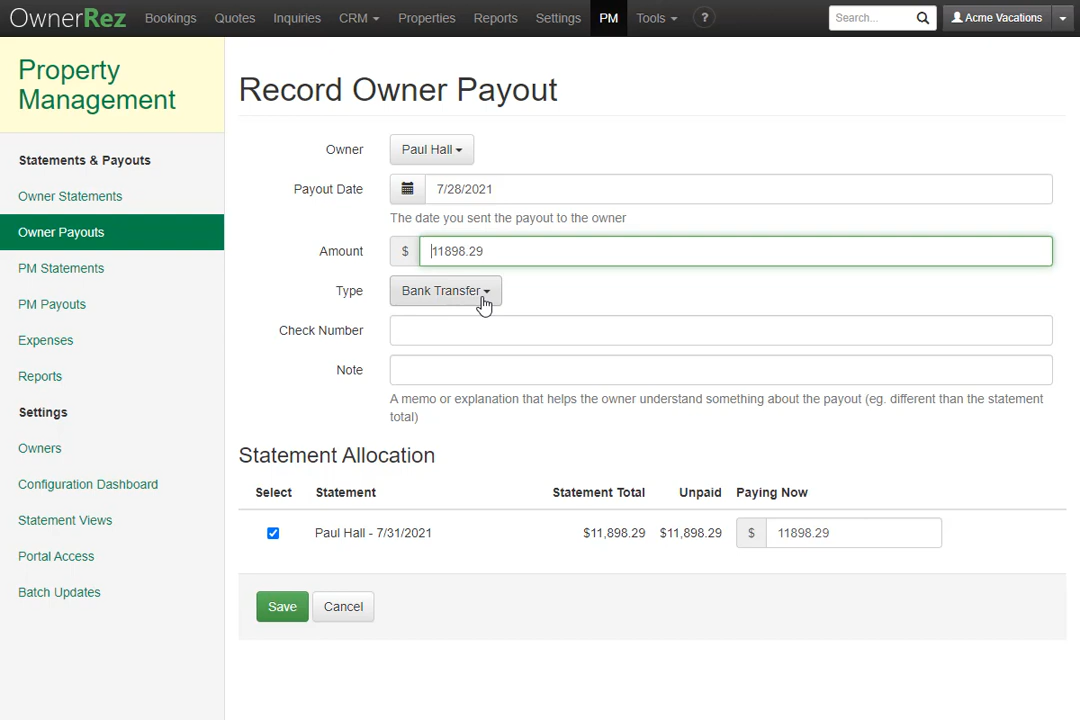 OwnerRez Bookings Quotes Inquiries CRM Properties Reports Settings PM Tools ? Search... Acme Vacations
Property
Management
Statements & Payouts
Owner Statements
Owner Payouts
PM Statements
PM Payouts
Expenses
Reports
Settings
Owners
Configuration Dashboard
Statement Views
Portal Access
Batch Updates
Record Owner Payout
Owner Paul Hall
Payout Date 7/28/2021
The date you sent the payout to the owner
Amount $ 11898.29
Type Bank Transfer
Check Number
Note
A memo or explanation that helps the owner understand something about the payout (eg. different than the statement
total)
Statement Allocation
Select Statement Statement Total Unpaid Paying Now
Paul Hall - 7/31/2021 $11,898.29 $11,898.29 $ 11898.29
Save Cancel